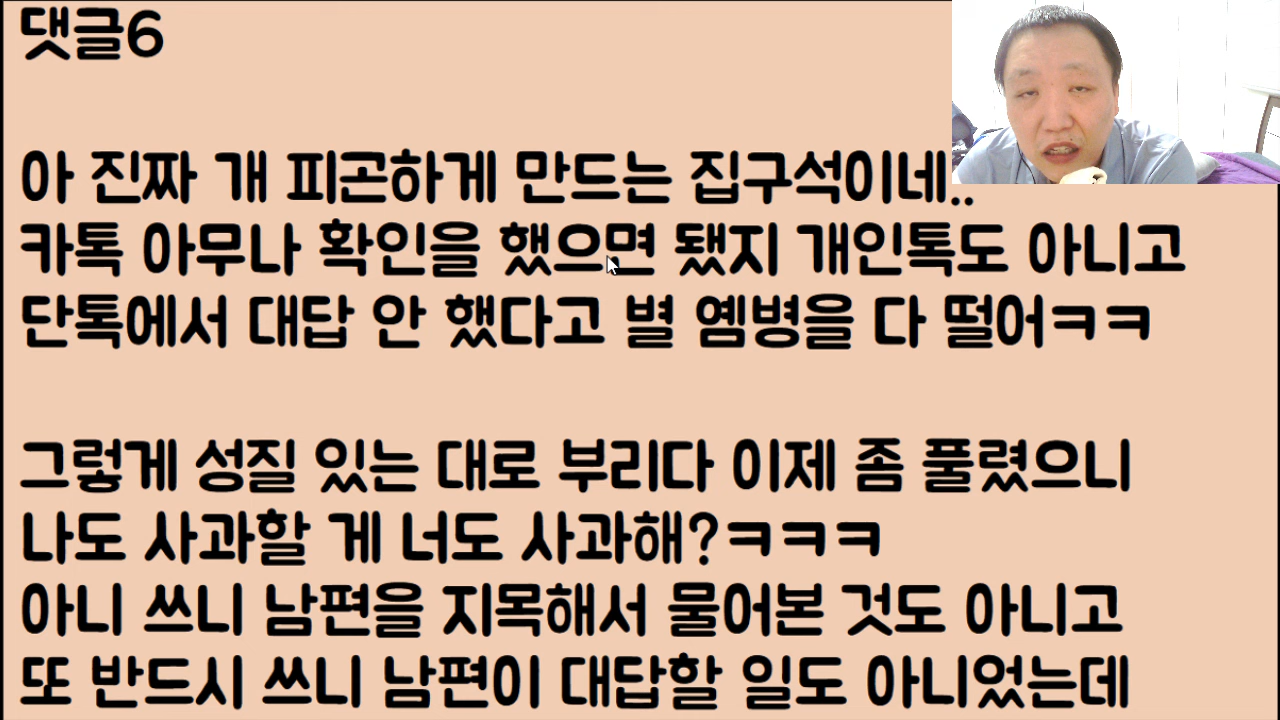 댓글6
아 진짜 개 피곤하게 만드는 집구석이네..
카톡 아무나 확인을 했으면 됐지 개인톡도 아니고
단톡에서 대답 안 했다고 별 옘병을 다 떨어ㅋㅋ
그렇게 성질 있는 대로 부리다 이제 좀 풀렸으니
나도 사과할 게 너도 사과해?ㅋㅋㅋ
아니 쓰니 남편을 지목해서 물어본 것도 아니고
또 반드시 쓰니 남편이 대답할 일도 아니었는데